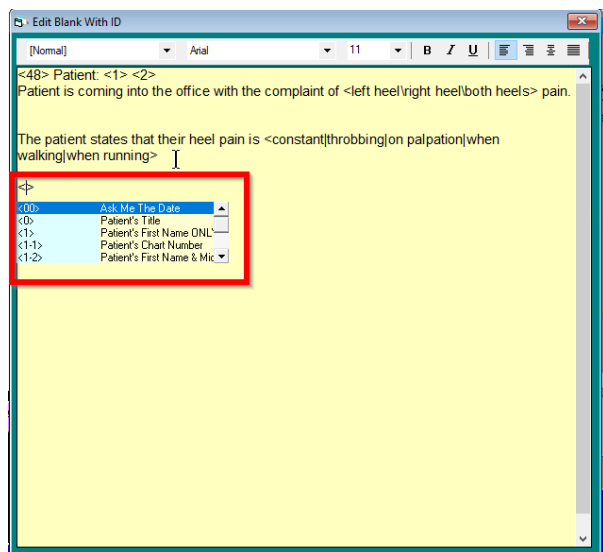 Edit Blank With ID
[Normal] Arial 11 B I U
<48> Patient: <1> <2>
Patient is coming into the office with the complaint of <left heel\right heel\both heels> pain.
The patient states that their heel pain is <constant|throbbing|on palpation|when
walking|when running>
<>
<00> Ask Me The Date
<0> Patient's Title
<1> Patient's First Name ONLY
<1-1> Patient's Chart Number
<1-2> Patient's First Name & Mic